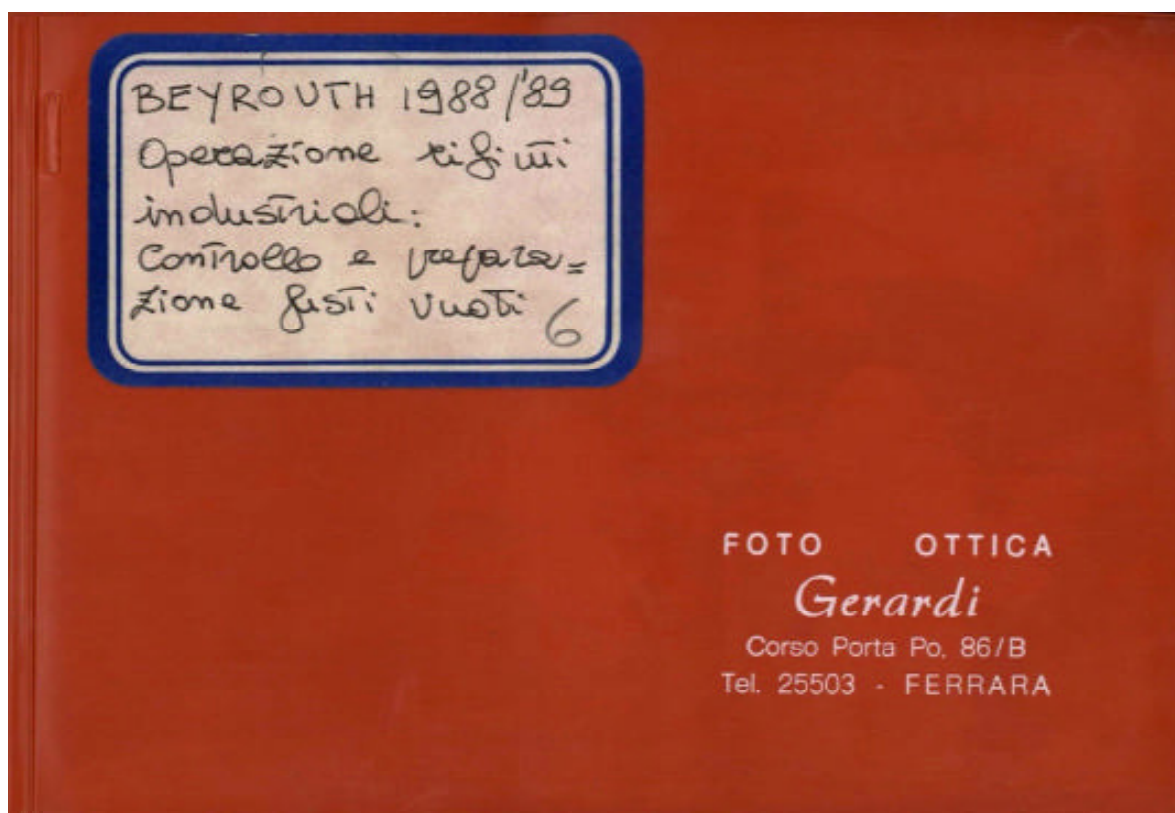 BEYROUTH 1988/'89
Operazione rifiuti
industriali:
Controllo e prepara=
zione fusti vuoti 6
FOTO OTTICA
Gerardi
Corso Porta Po, 86/B
Tel. 25503 - FERRARA